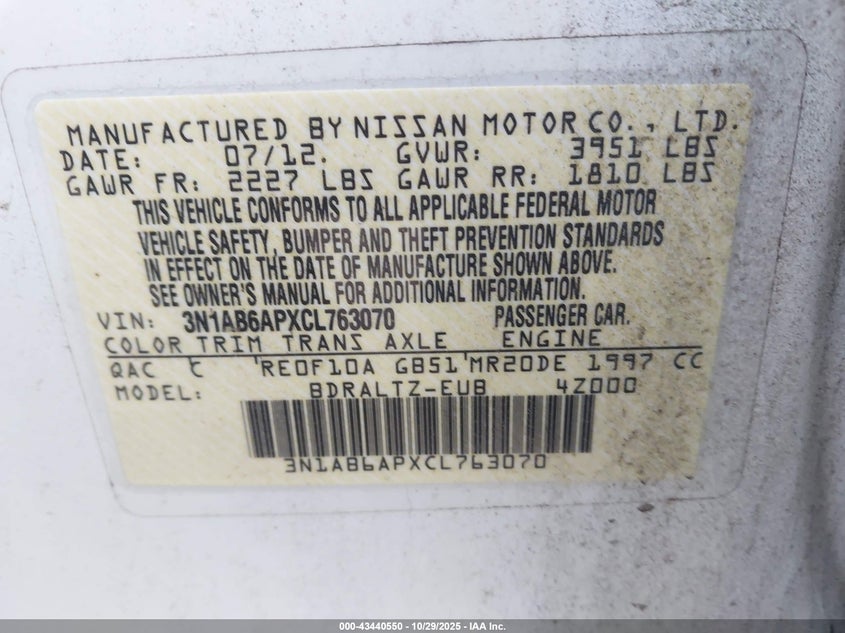 MANUFACTURED BY NISSAN MOTOR CO., LTD.
DATE: 07/12. GVWR: 3951 LBS
GAWR FR: 2227 LBS GAWR RR: 1810 LBS
THIS VEHICLE CONFORMS TO ALL APPLICABLE FEDERAL MOTOR
VEHICLE SAFETY, BUMPER AND THEFT PREVENTION STANDARDS
IN EFFECT ON THE DATE OF MANUFACTURE SHOWN ABOVE.
SEE OWNER'S MANUAL FOR ADDITIONAL INFORMATION.
VIN: 3N1AB6APXCL763070 PASSENGER CAR.
COLOR TRIM TRANS AXLE ENGINE
QAC C RE0F10A GB51 MR20DE 1997 CC
MODEL: BDRALTZ-EUB 4Z000
3N1AB6APXCL763070
000-43440550 - 10/29/2025 - IAA Inc.